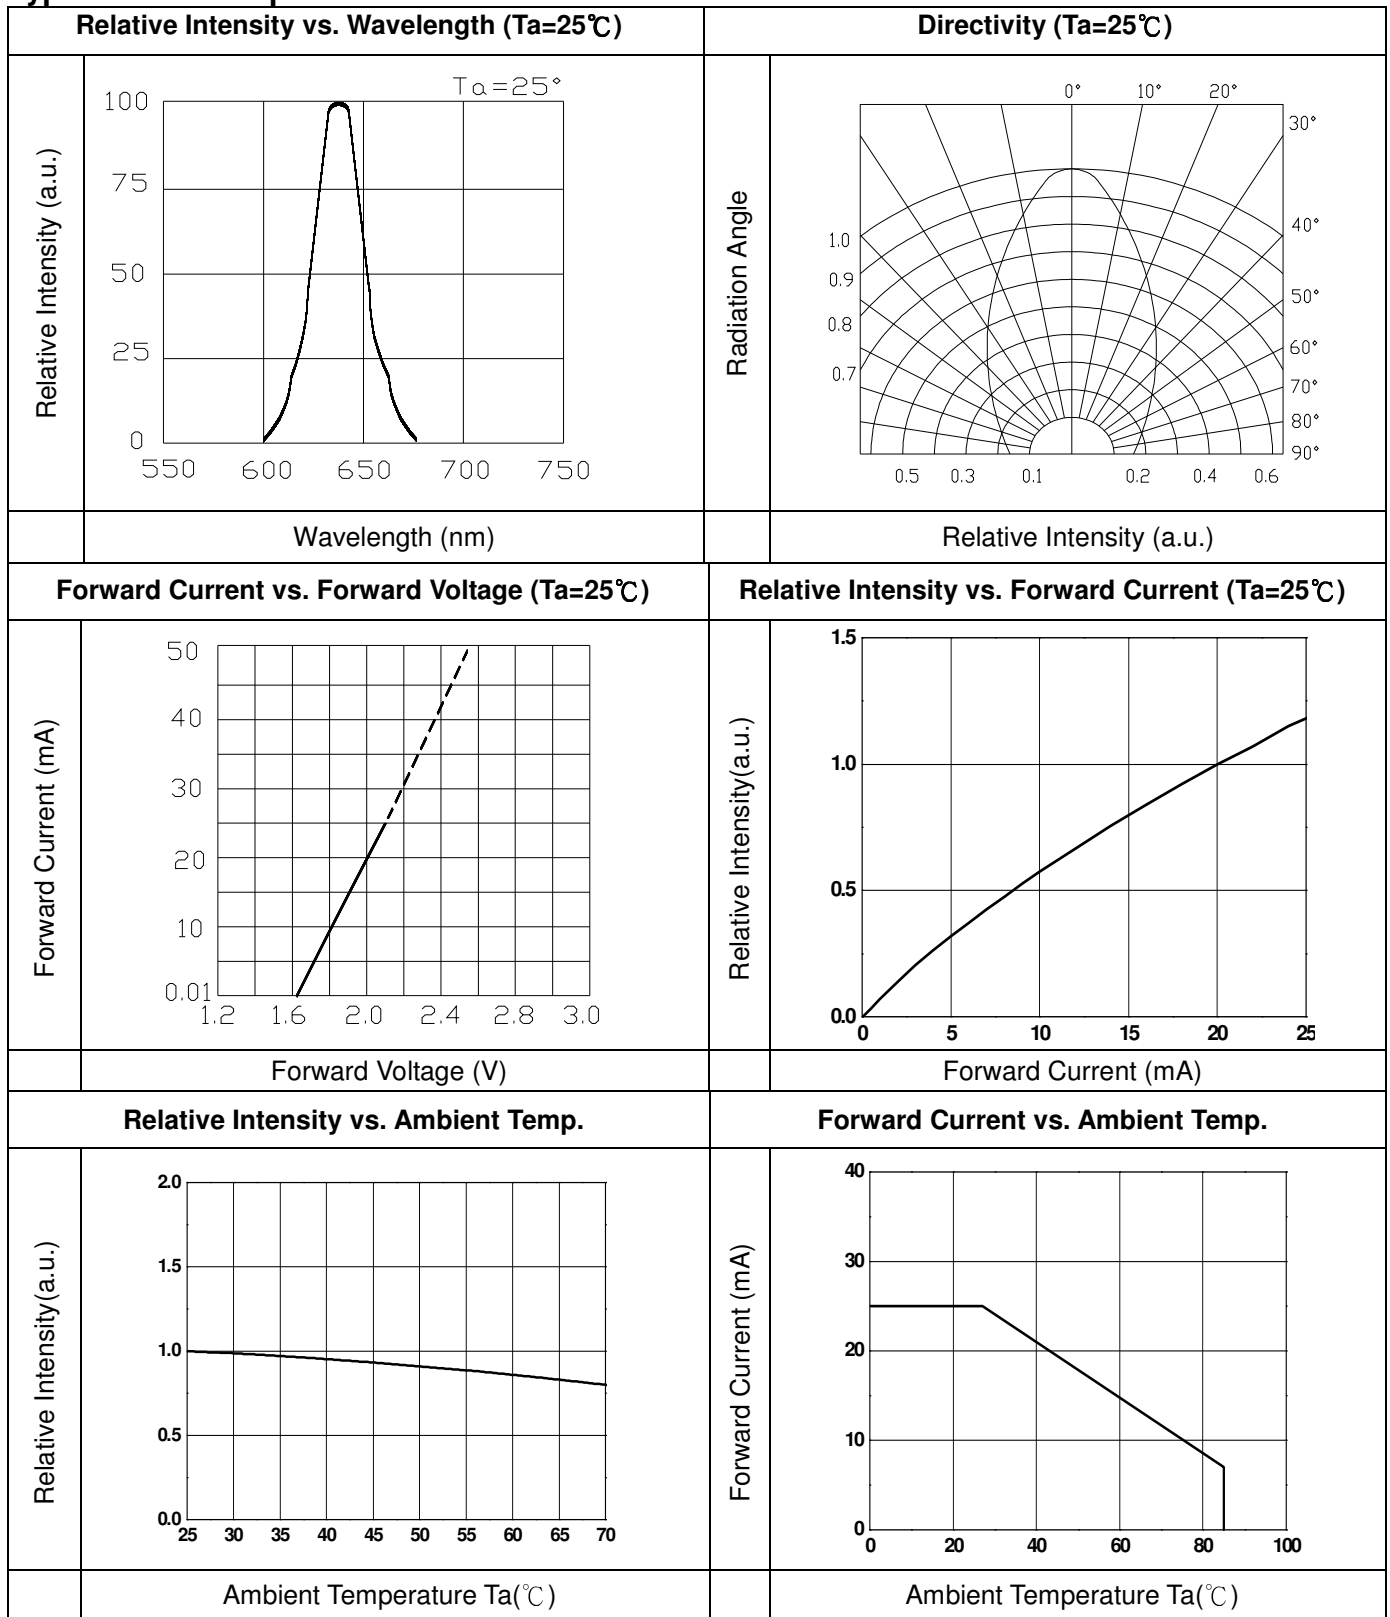 Relative Intensity vs. Wavelength (Ta=25℃)
Directivity (Ta=25℃)
Relative Intensity (a.u.)
Ta=25°
100
75
50
25
0
550 600 650 700 750
Wavelength (nm)
Radiation Angle
0° 10° 20°
30°
40°
50°
60°
70°
80°
90°
1.0
0.9
0.8
0.7
0.5 0.3 0.1 0.2 0.4 0.6
Relative Intensity (a.u.)
Forward Current vs. Forward Voltage (Ta=25℃)
Relative Intensity vs. Forward Current (Ta=25℃)
Forward Current (mA)
50
40
30
20
10
0.01
1.2 1.6 2.0 2.4 2.8 3.0
Forward Voltage (V)
Relative Intensity(a.u.)
1.5
1.0
0.5
0.0
0 5 10 15 20 25
Forward Current (mA)
Relative Intensity vs. Ambient Temp.
Forward Current vs. Ambient Temp.
Relative Intensity(a.u.)
2.0
1.5
1.0
0.5
0.0
25 30 35 40 45 50 55 60 65 70
Ambient Temperature Ta(℃)
Forward Current (mA)
40
30
20
10
0
0 20 40 60 80 100
Ambient Temperature Ta(℃)